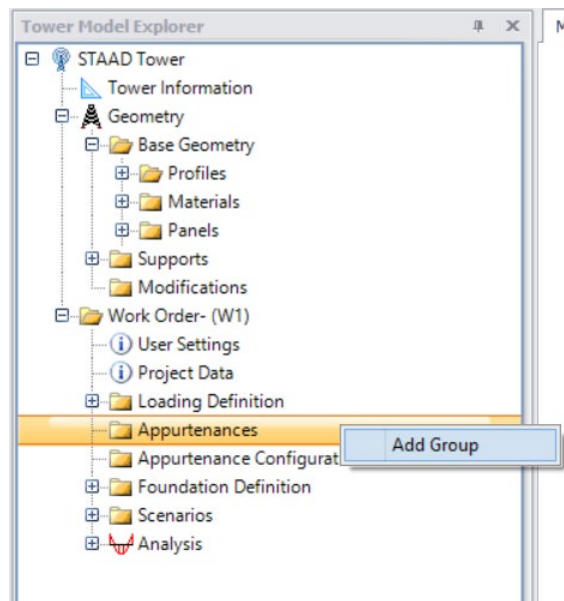 Tower Model Explorer
M
STAAD Tower
Tower Information
Geometry
Base Geometry
Profiles
Materials
Panels
Supports
Modifications
Work Order- (W1)
User Settings
Project Data
Loading Definition
Appurtenances
Add Group
Appurtenance Configurat
Foundation Definition
Scenarios
Analysis